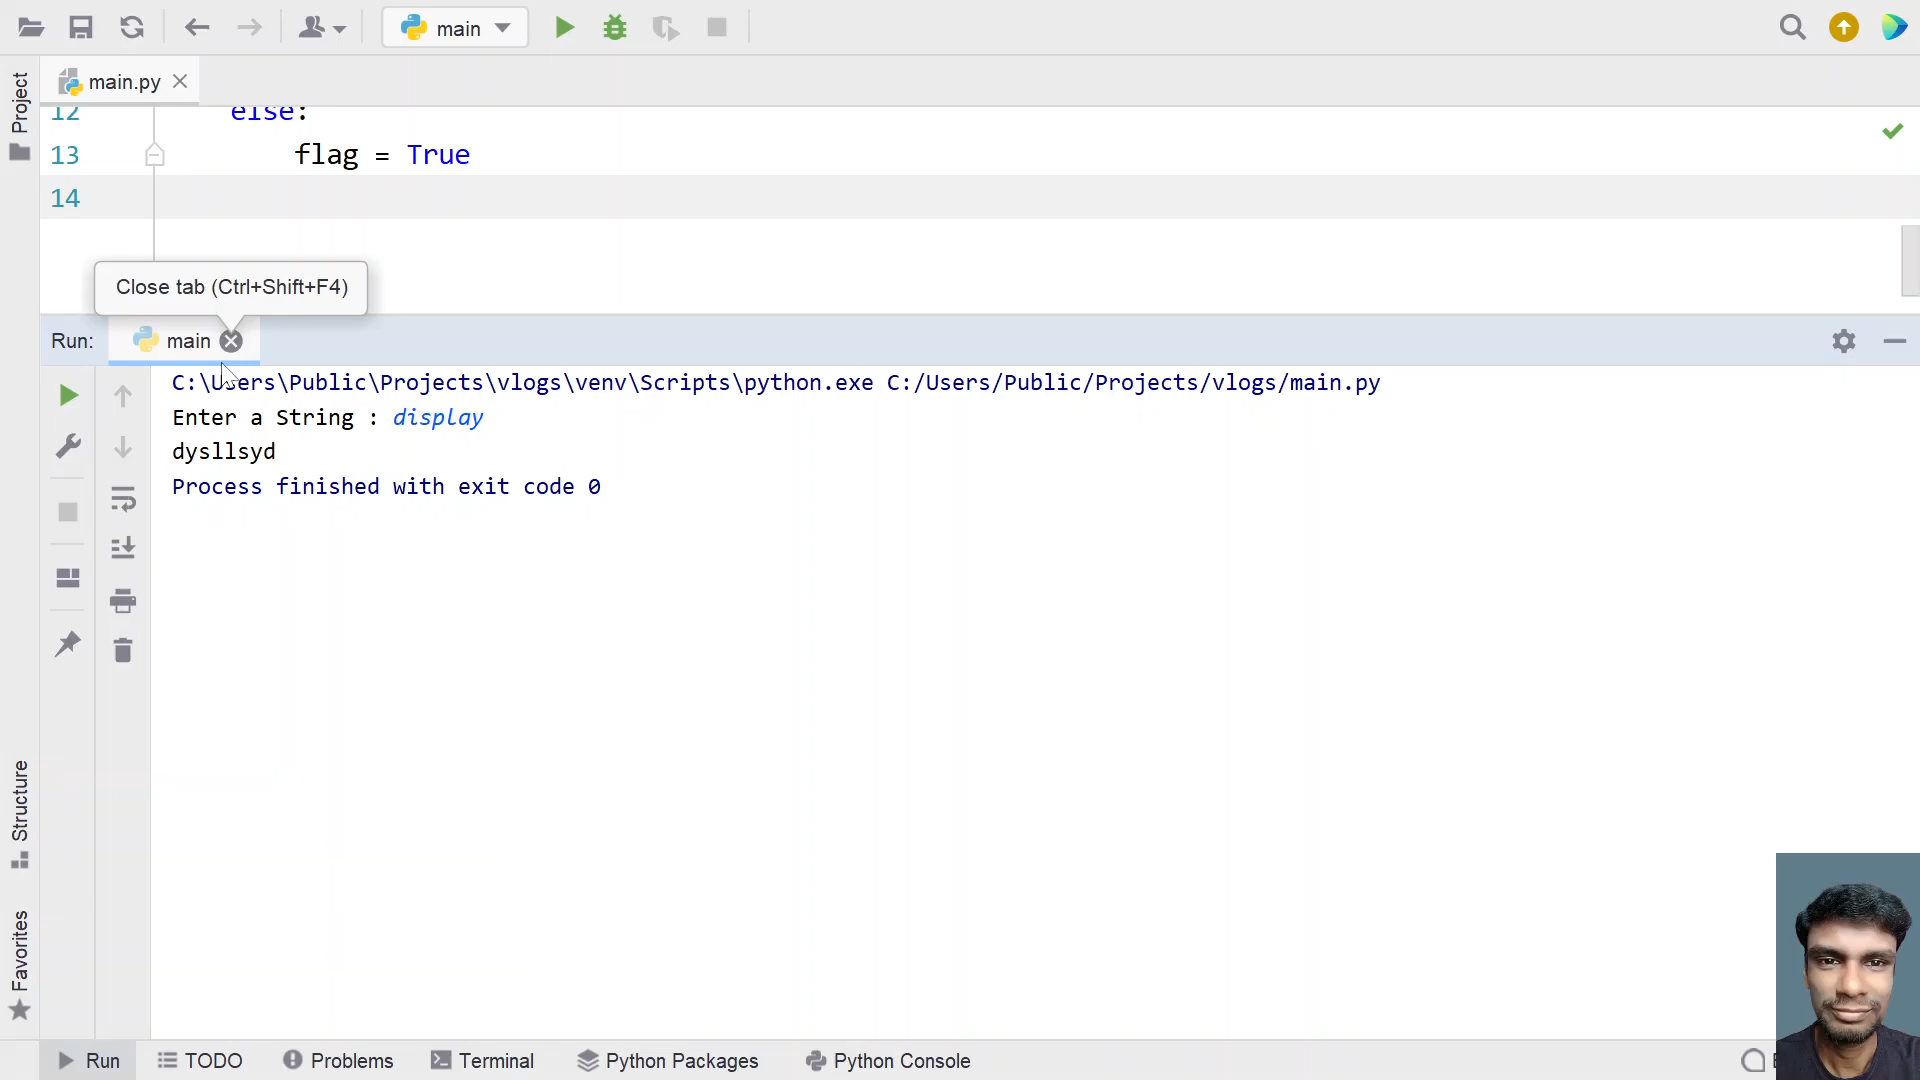 main
Project
main.py
12 else:
13 flag = True
14
Close tab (Ctrl+Shift+F4)
Run: main
C:\Users\Public\Projects\vlogs\venv\Scripts\python.exe C:/Users/Public/Projects/vlogs/main.py
Enter a String : display
dysllsyd
Process finished with exit code 0
Structure
Favorites
Run TODO Problems Terminal Python Packages Python Console